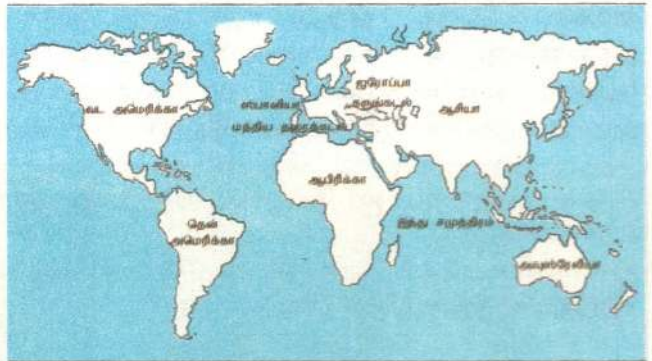 வட அமெரிக்கா
ஐரோப்பா
ஸ்பானியா
கருங்கடல்
ஆசியா
மத்திய தரைக்கடல்
ஆபிரிக்கா
தென்
அமெரிக்கா
இந்து சமுத்திரம்
அவுஸ்ரேலியா